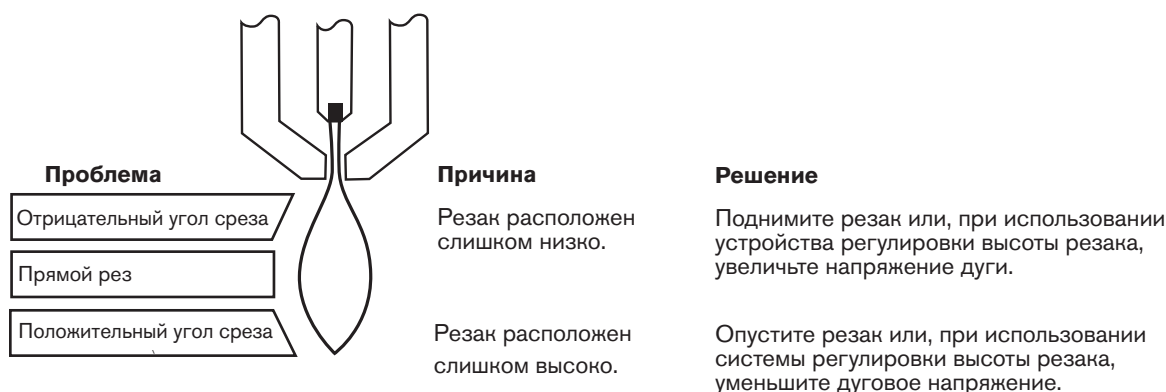 Проблема
Причина
Решение
Отрицательный угол среза
Резак расположен
слишком низко.
Поднимите резак или, при использовании
устройства регулировки высоты резака,
увеличьте напряжение дуги.
Прямой рез
Положительный угол среза
Резак расположен
слишком высоко.
Опустите резак или, при использовании
системы регулировки высоты резака,
уменьшите дуговое напряжение.